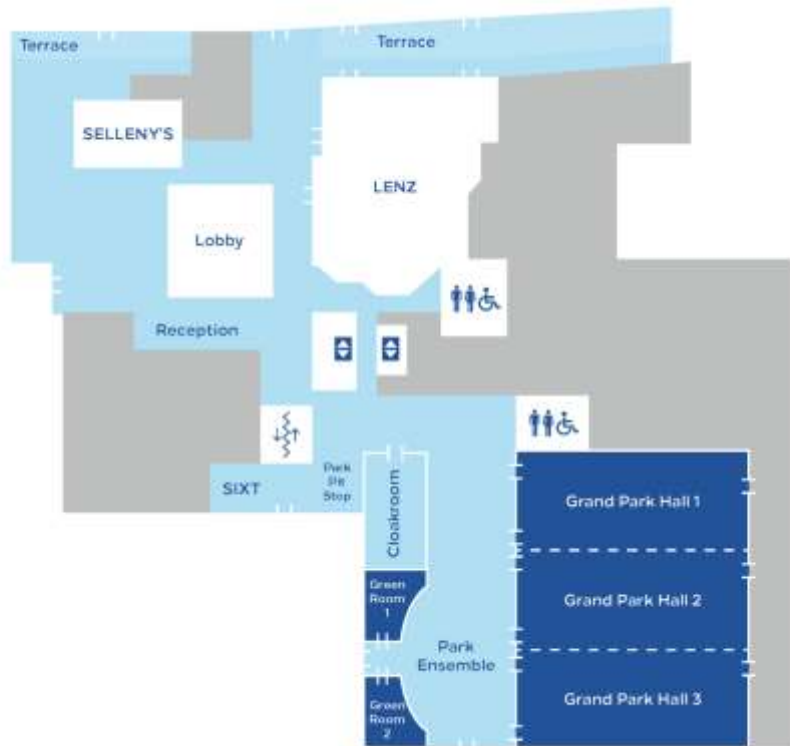 Terrace
Terrace
SELLENY'S
LENZ
Lobby
Reception
SIXT
Park
Pit
Stop
Cloakroom
Grand Park Hall 1
Green
Room
1
Grand Park Hall 2
Park
Ensemble
Grand Park Hall 3
Green
Room
2